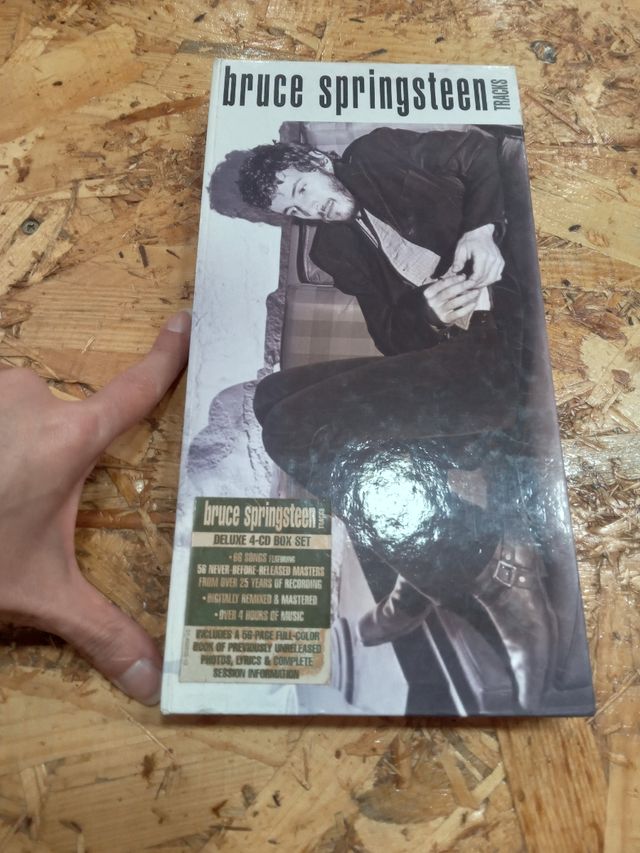 bruce springsteen TRACKS
bruce springsteen TRACKS
DELUXE 4-CD BOX SET
• 66 SONGS FEATURING
56 NEVER-BEFORE-RELEASED MASTERS
FROM OVER 25 YEARS OF RECORDING
• DIGITALLY REMIXED & MASTERED
• OVER 4 HOURS OF MUSIC
INCLUDES A 56-PAGE FULL-COLOR
BOOK OF PREVIOUSLY UNRELEASED
PHOTOS, LYRICS & COMPLETE
SESSION INFORMATION